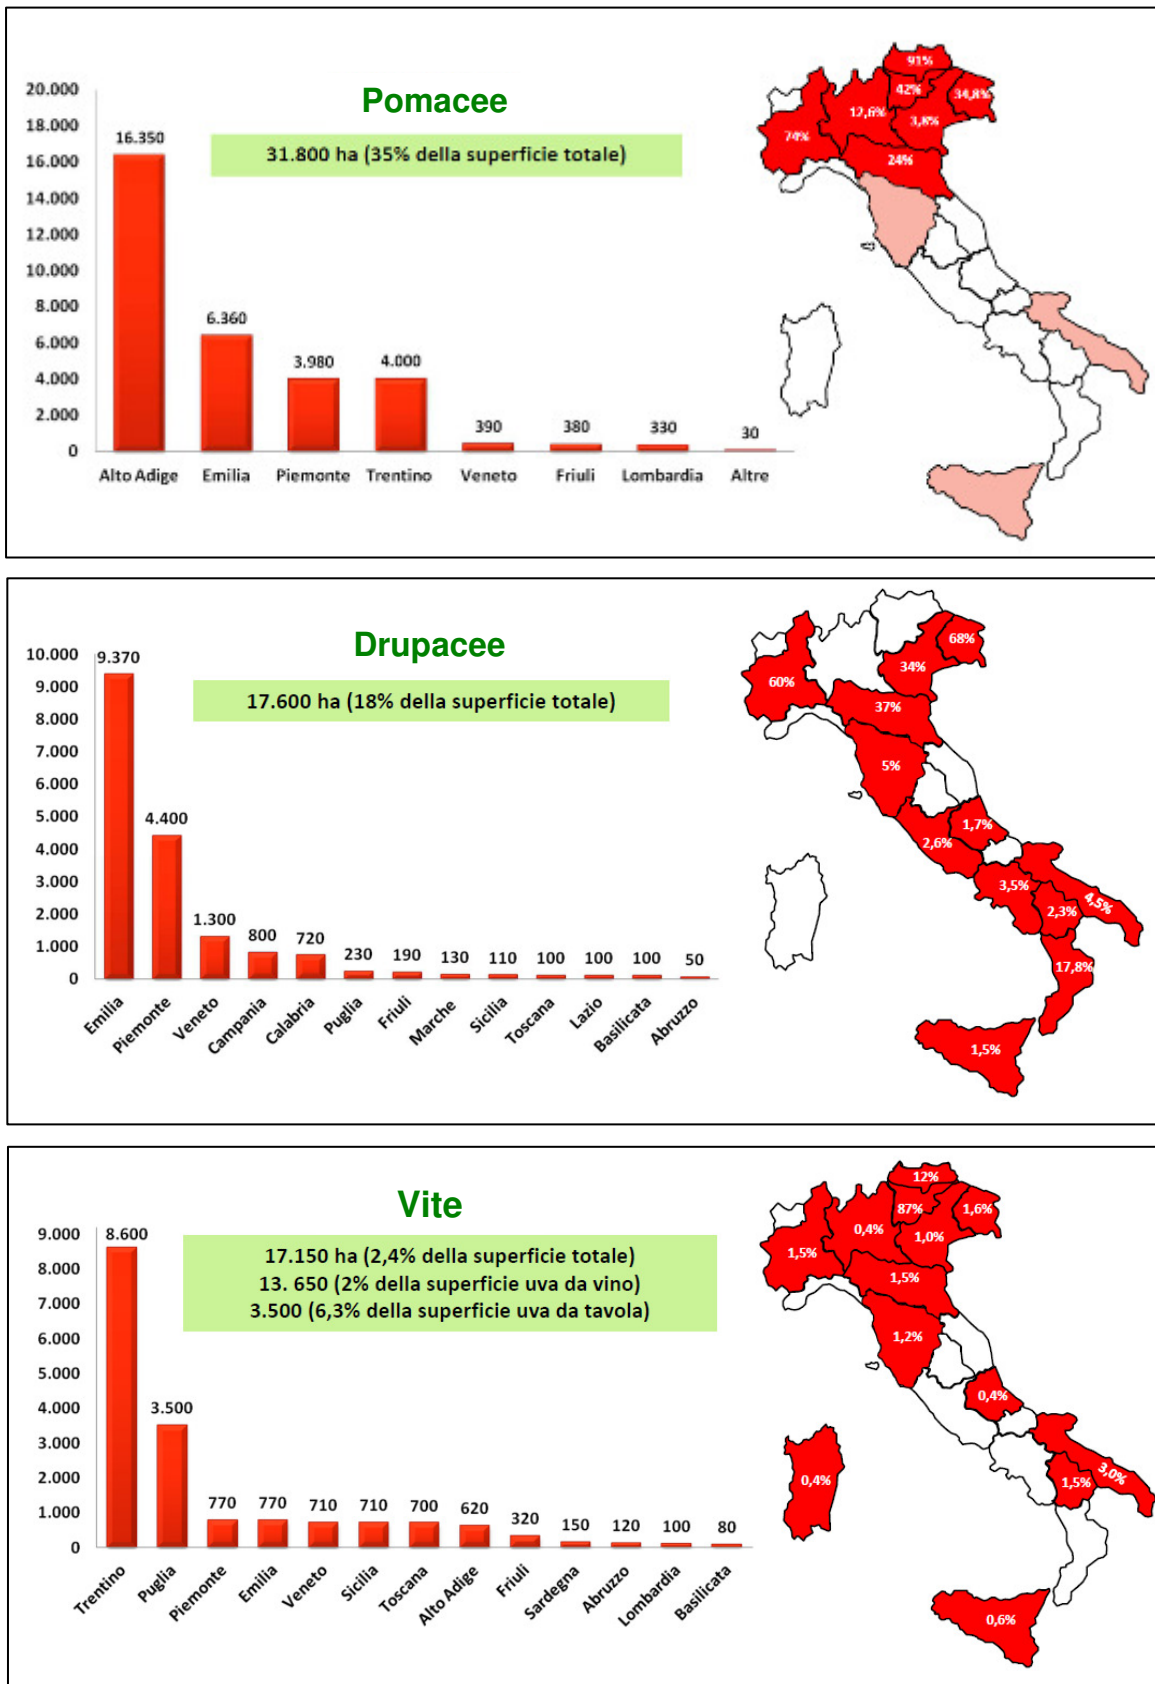 Pomacee
31.800 ha (35% della superficie totale)
20.000
18.000
16.000
14.000
12.000
10.000
8.000
6.000
4.000
2.000
0
16.350
6.360
3.980
4.000
390
380
330
30
Alto Adige Emilia Piemonte Trentino Veneto Friuli Lombardia Altre
91%
42%
34,8%
12,6%
3,8%
74%
24%
Drupacee
17.600 ha (18% della superficie totale)
10.000
9.000
8.000
7.000
6.000
5.000
4.000
3.000
2.000
1.000
0
9.370
4.400
1.300
800
720
230
190
130
110
100
100
100
50
Emilia
Piemonte
Veneto
Campania
Calabria
Puglia
Friuli
Marche
Sicilia
Toscana
Lazio
Basilicata
Abruzzo
68%
34%
60%
37%
5%
1,7%
2,6%
3,5%
4,5%
2,3%
17,8%
1,5%
Vite
17.150 ha (2,4% della superficie totale)
13. 650 (2% della superficie uva da vino)
3.500 (6,3% della superficie uva da tavola)
9.000
8.000
7.000
6.000
5.000
4.000
3.000
2.000
1.000
0
8.600
3.500
770
770
710
710
700
620
320
150
120
100
80
Trentino
Puglia
Piemonte
Emilia
Veneto
Sicilia
Toscana
Alto Adige
Friuli
Sardegna
Abruzzo
Lombardia
Basilicata
12%
87%
1,6%
0,4%
1,0%
1,5%
1,5%
1,2%
0,4%
3,0%
1,5%
0,4%
0,6%